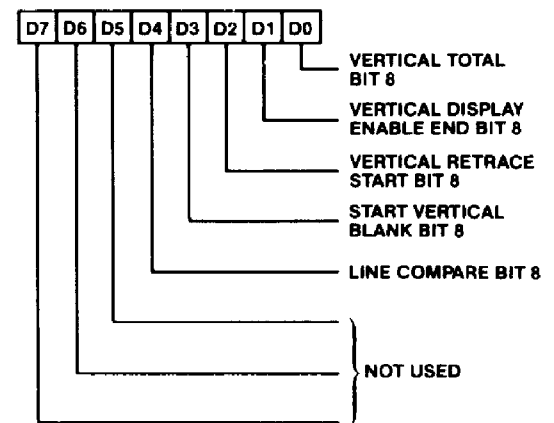 D7 D6 D5 D4 D3 D2 D1 D0
VERTICAL TOTAL
BIT 8
VERTICAL DISPLAY
ENABLE END BIT 8
VERTICAL RETRACE
START BIT 8
START VERTICAL
BLANK BIT 8
LINE COMPARE BIT 8
NOT USED